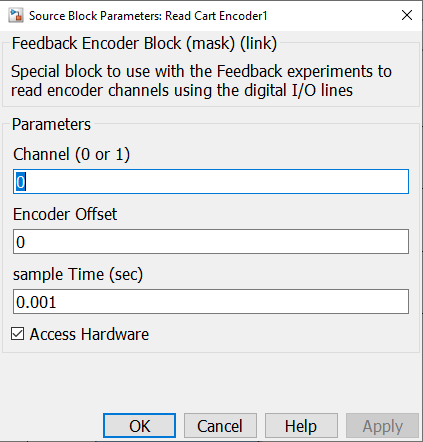 Source Block Parameters: Read Cart Encoder1
Feedback Encoder Block (mask) (link)
Special block to use with the Feedback experiments to
read encoder channels using the digital I/O lines
Parameters
Channel (0 or 1)
0
Encoder Offset
0
sample Time (sec)
0.001
Access Hardware
OK Cancel Help Apply